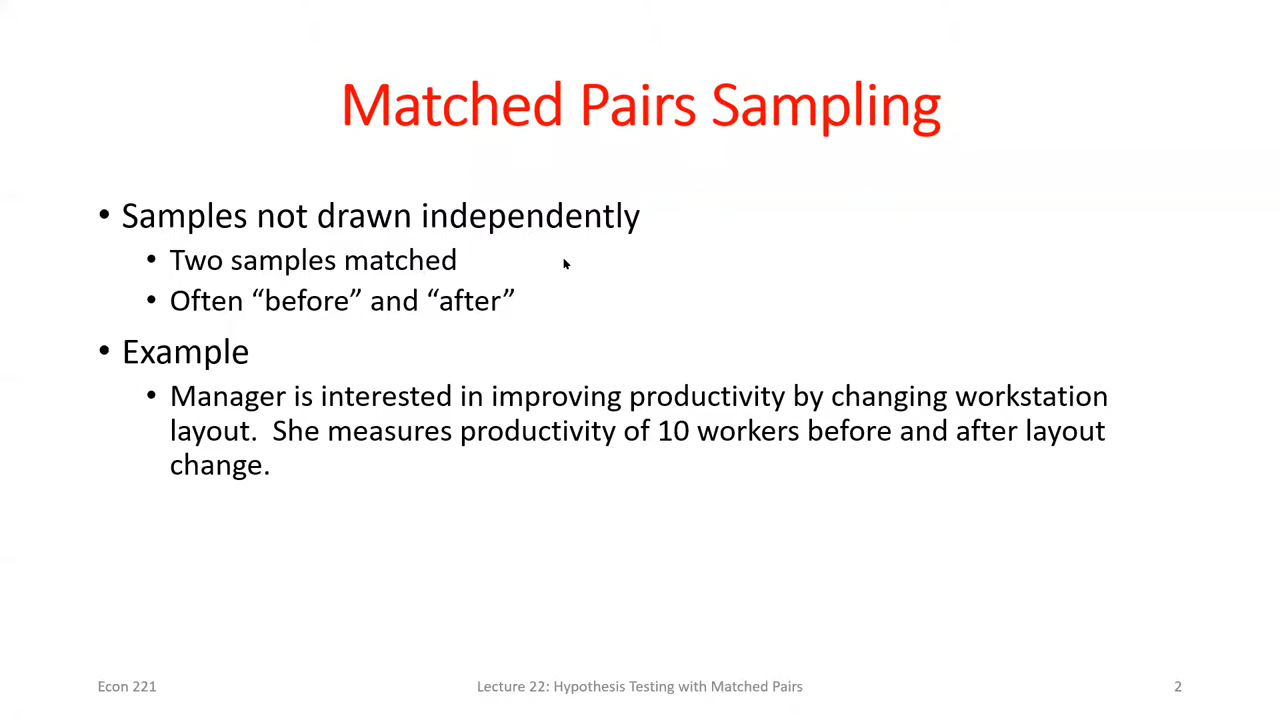 Matched Pairs Sampling
• Samples not drawn independently
• Two samples matched
• Often “before” and “after”
• Example
• Manager is interested in improving productivity by changing workstation
layout.  She measures productivity of 10 workers before and after layout
change.
Econ 221
Lecture 22: Hypothesis Testing with Matched Pairs
2